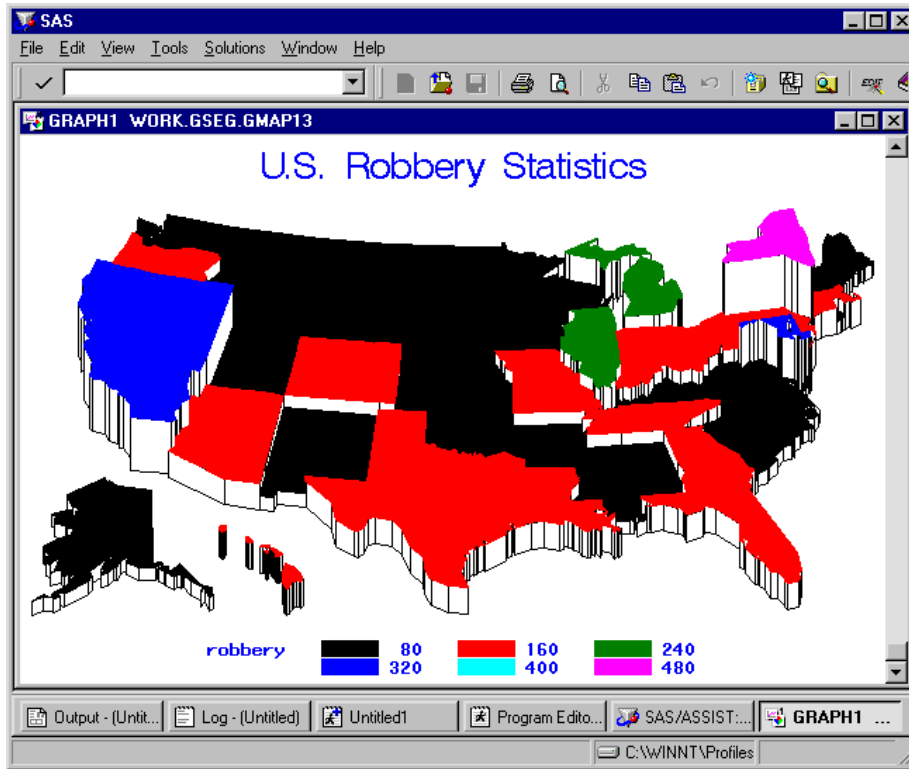 SAS
File Edit View Tools Solutions Window Help
GRAPH1 WORK.GSEG.GMAP13
U.S. Robbery Statistics
robbery 80 160 240
320 400 480
Output - (Untit... Log - (Untitled) Untitled1 Program Edito... SAS/ASSIST:... GRAPH1 ...
C:\WINNT\Profiles